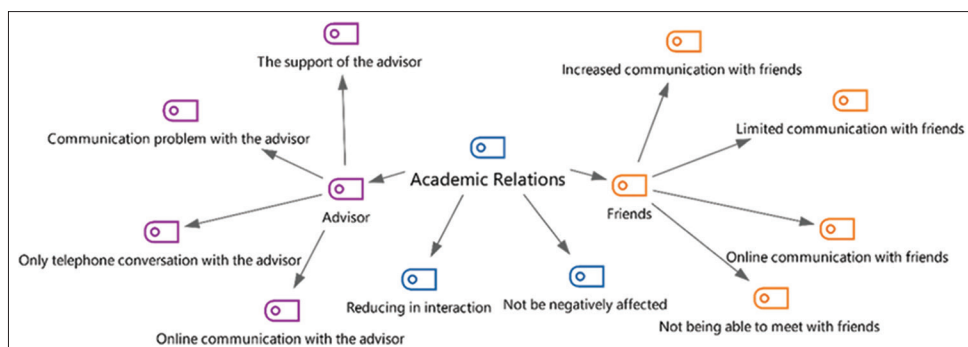 The support of the advisor
Increased communication with friends
Communication problem with the advisor
Limited communication with friends
Academic Relations
Advisor
Friends
Only telephone conversation with the advisor
Online communication with friends
Reducing in interaction
Not be negatively affected
Online communication with the advisor
Not being able to meet with friends